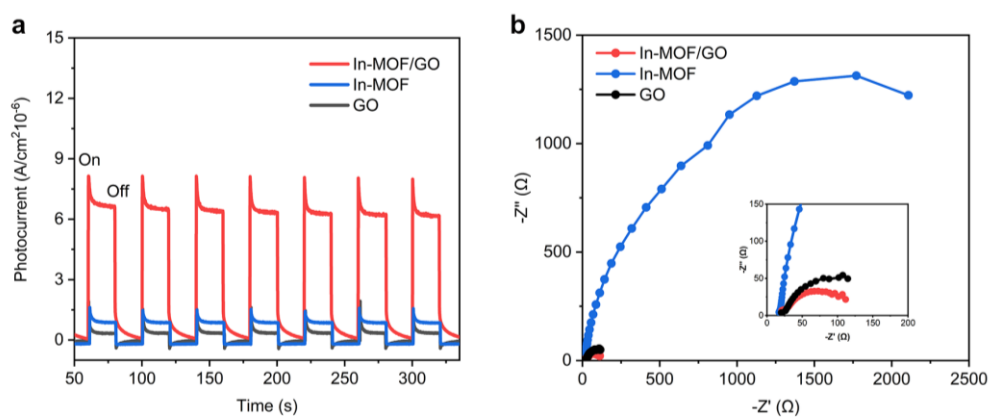 a
15
12
9
6
3
0
50
100
150
200
250
300
Photocurrent (A/cm²10⁻⁶)
Time (s)
In-MOF/GO
In-MOF
GO
On
Off
b
1500
1000
500
0
0
500
1000
1500
2000
2500
-Z'' (Ω)
-Z' (Ω)
In-MOF/GO
In-MOF
GO
150
100
50
0
0
50
100
150
200
-Z'' (Ω)
-Z' (Ω)